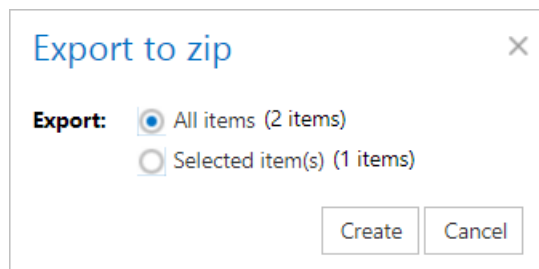 Export to zip
Export: All items (2 items)
Selected item(s) (1 items)
Create Cancel